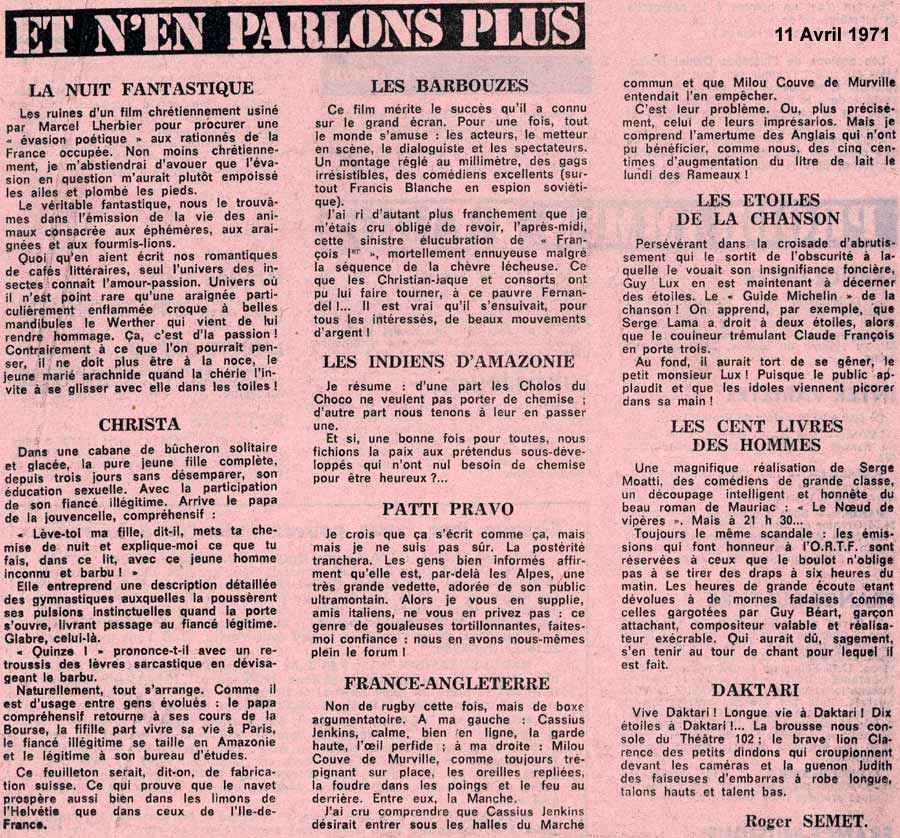 ET N'EN PARLONS PLUS
11 Avril 1971
LA NUIT FANTASTIQUE
Les ruines d'un film chrétiennement usiné
par Marcel Lherbier pour procurer une
« évasion poétique » aux rationnés de la
France occupée. Non moins chrétienne-
ment, je m'abstiendrai d'avouer que l'éva-
sion en question m'aurait plutôt empoissé
les ailes et plombé les pieds.
Le véritable fantastique, nous le trouvâ-
mes dans l'émission de la vie des ani-
maux consacrée aux éphémères, aux arai-
gnées et aux fourmis-lions.
Quoi qu'en aient écrit nos romantiques
de cafés littéraires, seul l'univers des in-
sectes connaît l'amour-passion. Univers où
il n'est point rare qu'une araignée parti-
culièrement enflammée croque à belles
mandibules le Werther qui vient de lui
rendre hommage. Ça, c'est d'la passion !
Contrairement à ce que l'on pourrait pen-
ser, il ne doit plus être à la noce, le
jeune marié arachnide quand la chérie l'in-
vite à se glisser avec elle dans les toiles !
CHRISTA
Dans une cabane de bûcheron solitaire
et glacée, la pure jeune fille complète,
depuis trois jours sans désemparer, son
éducation sexuelle. Avec la participation
de son fiancé illégitime. Arrive le papa
de la jouvencelle, compréhensif :
« Lève-toi ma fille, dit-il, mets ta che-
mise de nuit et explique-moi ce que tu
fais, dans ce lit, avec ce jeune homme
inconnu et barbu ! »
Elle entreprend une description détaillée
des gymnastiques auxquelles la poussèrent
ses pulsions instinctuelles quand la porte
s'ouvre, livrant passage au fiancé légitime.
Glabre, celui-là.
« Quinze ! » prononce-t-il avec un re-
troussis des lèvres sarcastique en dévisa-
geant le barbu.
Naturellement, tout s'arrange. Comme il
est d'usage entre gens évolués : le papa
compréhensif retourne à ses cours de la
Bourse, la fifille part vivre sa vie à Paris,
le fiancé illégitime se taille en Amazonie
et le légitime à son bureau d'études.
Ce feuilleton serait, dit-on, de fabrica-
tion suisse. Ce qui prouve que le navet
prospère aussi bien dans les limons de
l'Helvétie que dans ceux de l'Ile-de-
France.
LES BARBOUZES
Ce film mérite le succès qu'il a connu
sur le grand écran. Pour une fois, tout
le monde s'amuse : les acteurs, le metteur
en scène, le dialoguiste et les spectateurs.
Un montage réglé au millimètre, des gags
irrésistibles, des comédiens excellents (sur-
tout Francis Blanche en espion soviéti-
que).
J'ai ri d'autant plus franchement que je
m'étais cru obligé de revoir, l'après-midi,
cette sinistre élucubration de « Fran-
çois Ier », mortellement ennuyeuse malgré
la séquence de la chèvre lécheuse. Ce
que les Christian-Jaque et consorts ont
pu lui faire tourner, à ce pauvre Fernan-
del !... Il est vrai qu'il s'ensuivait, pour
tous les intéressés, de beaux mouvements
d'argent !
LES INDIENS D'AMAZONIE
Je résume : d'une part les Cholos du
Choco ne veulent pas porter de chemise ;
d'autre part nous tenons à leur en passer
une.
Et si, une bonne fois pour toutes, nous
fichions la paix aux prétendus sous-déve-
loppés qui n'ont nul besoin de chemise
pour être heureux ?...
PATTI PRAVO
Je crois que ça s'écrit comme ça, mais
mais je ne suis pas sûr. La postérité
tranchera. Les gens bien informés affir-
ment qu'elle est, par-delà les Alpes, une
très grande vedette, adorée de son public
ultramontain. Alors je vous en supplie,
amis italiens, ne vous en privez pas : ce
genre de goualeuses tortillonnantes, faites-
moi confiance : nous en avons nous-mêmes
plein le forum !
FRANCE-ANGLETERRE
Non de rugby cette fois, mais de boxe
argumentatoire. A ma gauche : Cassius
Jenkins, calme, bien en ligne, la garde
haute, l'œil perfide ; à ma droite : Milou
Couve de Murville, comme toujours tré-
pignant sur place, les oreilles repliées,
la foudre dans les poings et le feu au
derrière. Entre eux, la Manche.
J'ai cru comprendre que Cassius Jenkins
désirait entrer sous les halles du Marché
commun et que Milou Couve de Murville
entendait l'en empêcher.
C'est leur problème. Ou, plus précisé-
ment, celui de leurs imprésarios. Mais je
comprend l'amertume des Anglais qui n'ont
pu bénéficier, comme nous, des cinq cen-
times d'augmentation du litre de lait le
lundi des Rameaux !
LES ETOILES
DE LA CHANSON
Persévérant dans la croisade d'abrutis-
sement qui le sortit de l'obscurité à la-
quelle le vouait son insignifiance foncière,
Guy Lux en est maintenant à décerner
des étoiles. Le « Guide Michelin » de la
chanson ! On apprend, par exemple, que
Serge Lama a droit à deux étoiles, alors
que le couineur trémulant Claude François
en porte trois.
Au fond, il aurait tort de se gêner, le
petit monsieur Lux ! Puisque le public ap-
plaudit et que les idoles viennent picorer
dans sa main !
LES CENT LIVRES
DES HOMMES
Une magnifique réalisation de Serge
Moatti, des comédiens de grande classe,
un découpage intelligent et honnête du
beau roman de Mauriac : « Le Nœud de
vipères ». Mais à 21 h 30...
Toujours le même scandale : les émis-
sions qui font honneur à l'O.R.T.F. sont
réservées à ceux que le boulot n'oblige
pas à se tirer des draps à six heures du
matin. Les heures de grande écoute étant
dévolues à de mornes fadaises, comme
celles gargotées par Guy Béart, garçon
attachant, compositeur valable et réalisa-
teur exécrable. Qui aurait dû, sagement,
s'en tenir au tour de chant pour lequel il
est fait.
DAKTARI
Vive Daktari ! Longue vie à Daktari ! Dix
étoiles à Daktari !... La brousse nous con-
sole du Théâtre 102 ; le brave lion Cla-
rence des petits dindons qui croupionnent
devant les caméras et la guenon Judith
des faiseuses d'embarras à robe longue,
talons hauts et talent bas.
Roger SEMET.